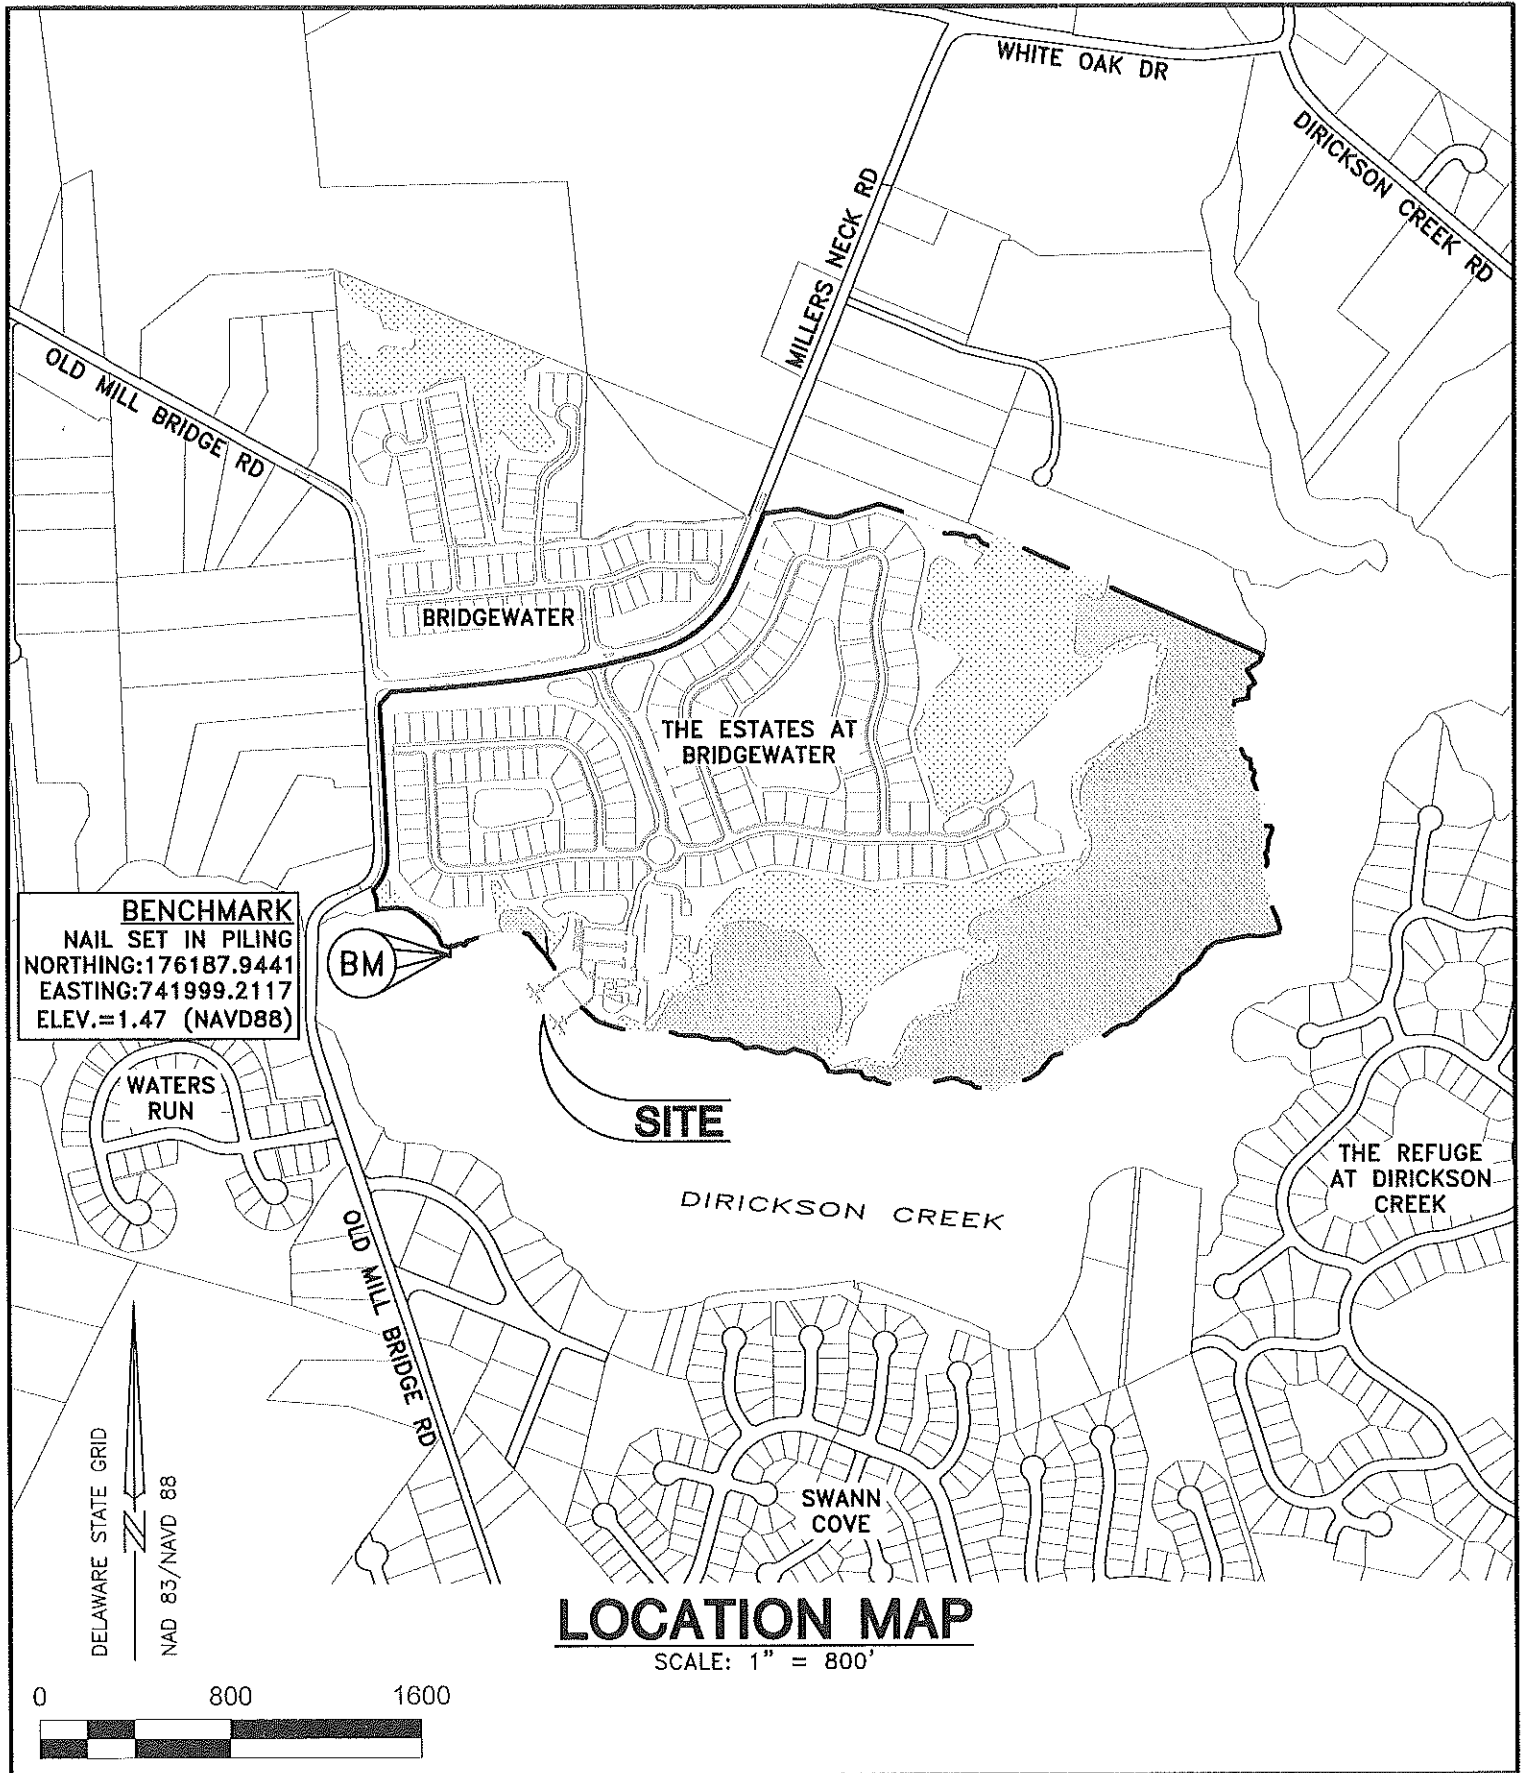 WHITE OAK DR
DIRICKSON CREEK RD
MILLERS NECK RD
OLD MILL BRIDGE RD
BRIDGEWATER
THE ESTATES AT
BRIDGEWATER
BENCHMARK
NAIL SET IN PILING
NORTHING:176187.9441
EASTING:741999.2117
ELEV.=1.47 (NAVD88)
BM
WATERS
RUN
SITE
THE REFUGE
AT DIRICKSON
CREEK
DIRICKSON CREEK
OLD MILL BRIDGE RD
SWANN
COVE
DELAWARE STATE GRID
N
NAD 83/NAVD 88
LOCATION MAP
SCALE: 1" = 800'
0 800 1600